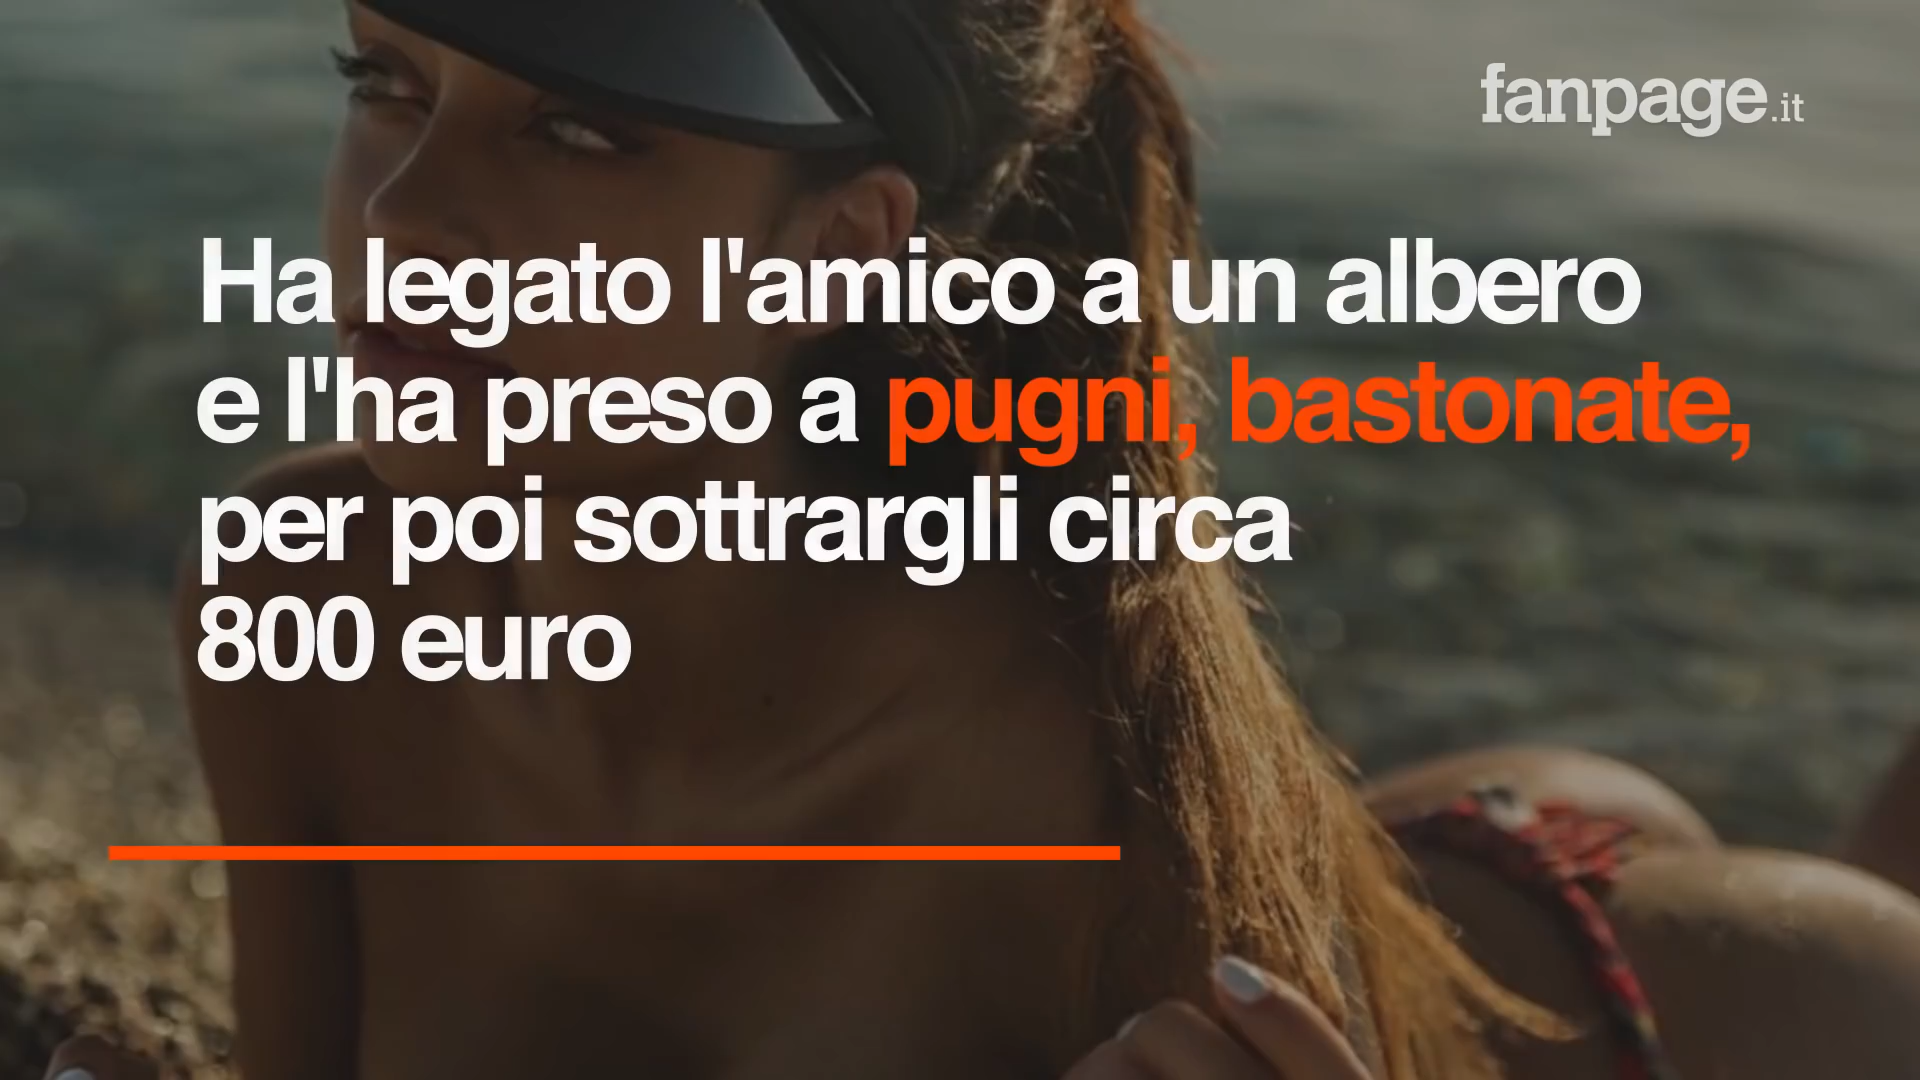 fanpage.it
Ha legato l'amico a un albero
e l'ha preso a pugni, bastonate,
per poi sottrargli circa
800 euro